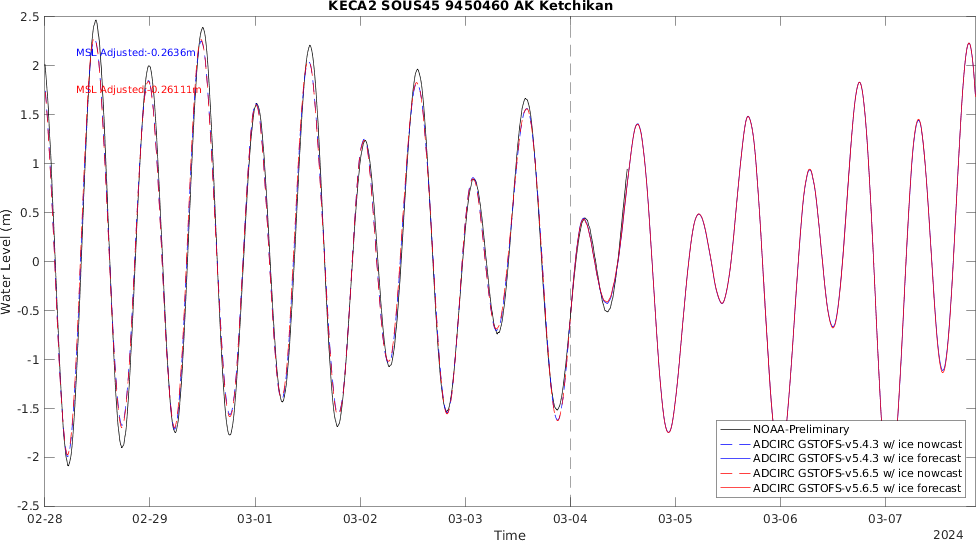 KECA2 SOUS45 9450460 AK Ketchikan
2.5
2
1.5
1
0.5
0
-0.5
-1
-1.5
-2
-2.5
Water Level (m)
MSL Adjusted:-0.2636m
MSL Adjusted:-0.26111m
NOAA-Preliminary
ADCIRC GSTOFS-v5.4.3 w/ ice nowcast
ADCIRC GSTOFS-v5.4.3 w/ ice forecast
ADCIRC GSTOFS-v5.6.5 w/ ice nowcast
ADCIRC GSTOFS-v5.6.5 w/ ice forecast
02-28 02-29 03-01 03-02 03-03 03-04 03-05 03-06 03-07
Time
2024